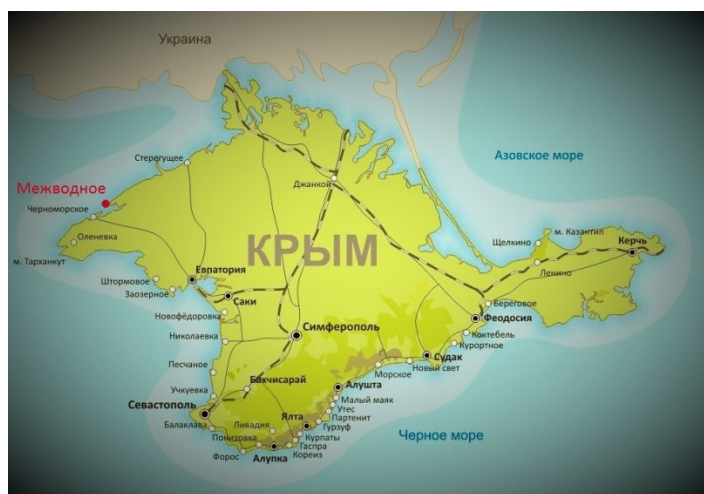 Украина
Стерегущее
Азовское море
Межводное
Джанкой
Черноморское
Оленевка
КРЫМ
м. Казантип
Щелкино
Керчь
м. Тарханкут
Евпатория
Ленино
Штормовое
Заозерное
Саки
Береговое
Новофёдоровка
Феодосия
Симферополь
Николаевка
Коктебель
Курортное
Судак
Новый свет
Песчаное
Морское
Бахчисарай
Алушта
Учкуевка
Малый маяк
Севастополь
Утес
Ялта
Партенит
Балаклава
Ливадия
Гурзуф
Черное море
Понизовка
Курпаты
Гаспра
Форос
Алупка
Кореиз